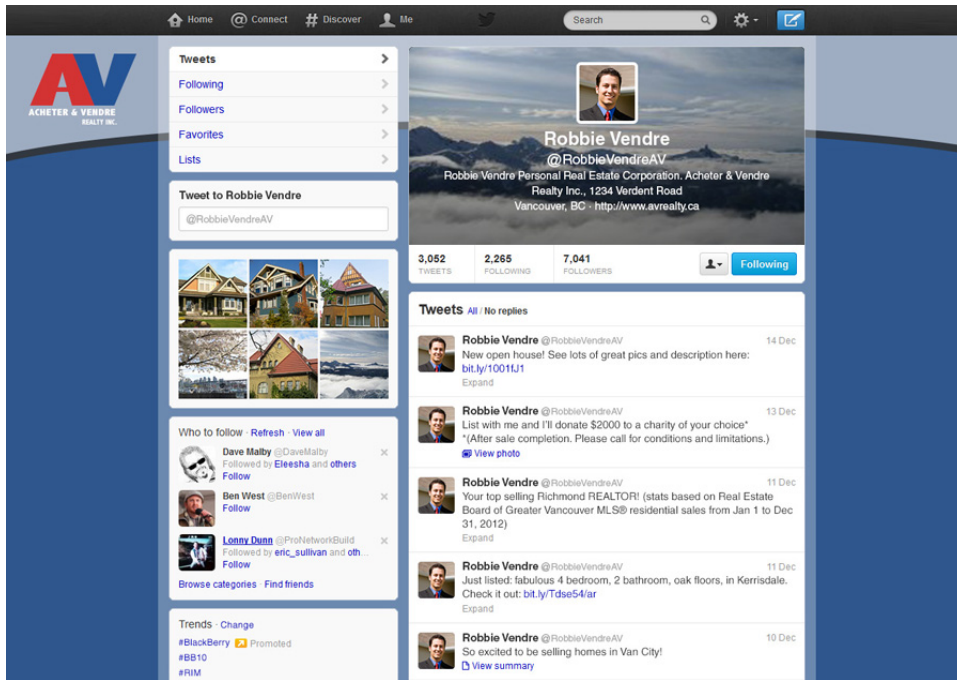 Home @ Connect # Discover Me
Search
AV
ACHETER & VENDRE
REALTY INC.
Tweets
Following
Followers
Favorites
Lists
Tweet to Robbie Vendre
@RobbieVendreAV
Who to follow · Refresh · View all
Dave Malby @DaveMalby
Followed by Eleesha and others
Follow
Ben West @BenWest
Follow
Lonny Dunn @ProNetworkBuild
Followed by eric_sullivan and oth...
Follow
Browse categories · Find friends
Trends · Change
#BlackBerry Promoted
#BB10
#RIM
Robbie Vendre
@RobbieVendreAV
Robbie Vendre Personal Real Estate Corporation. Acheter & Vendre
Realty Inc., 1234 Verdent Road
Vancouver, BC · http://www.avrealty.ca
3,052 2,265 7,041
TWEETS FOLLOWING FOLLOWERS
Following
Tweets All / No replies
Robbie Vendre @RobbieVendreAV 14 Dec
New open house! See lots of great pics and description here:
bit.ly/1001fJ1
Expand
Robbie Vendre @RobbieVendreAV 13 Dec
List with me and I'll donate $2000 to a charity of your choice*
*(After sale completion. Please call for conditions and limitations.)
View photo
Robbie Vendre @RobbieVendreAV 11 Dec
Your top selling Richmond REALTOR! (stats based on Real Estate
Board of Greater Vancouver MLS® residential sales from Jan 1 to Dec
31, 2012)
Expand
Robbie Vendre @RobbieVendreAV 11 Dec
Just listed: fabulous 4 bedroom, 2 bathroom, oak floors, in Kerrisdale.
Check it out: bit.ly/Tdse54/ar
Expand
Robbie Vendre @RobbieVendreAV 10 Dec
So excited to be selling homes in Van City!
View summary